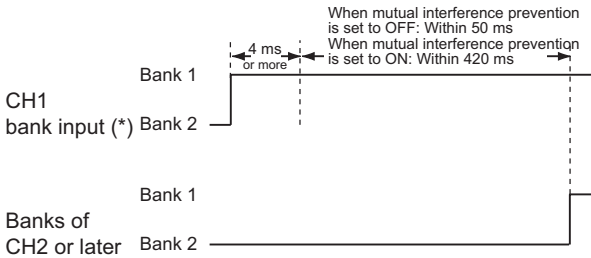 When mutual interference prevention
is set to OFF: Within 50 ms
When mutual interference prevention
is set to ON: Within 420 ms
4 ms
or more
Bank 1
CH1
bank input (*)
Bank 2
Bank 1
Banks of
CH2 or later
Bank 2